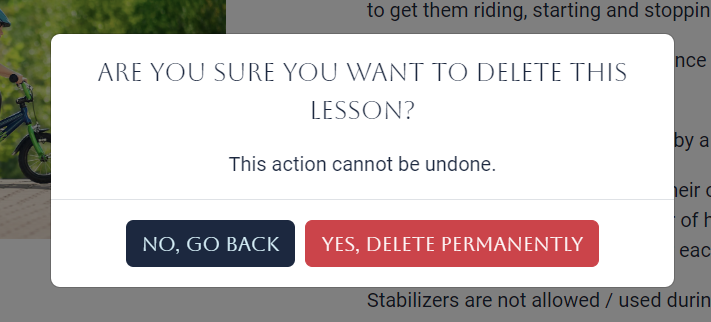 to get them riding, starting and stoppin
ARE YOU SURE YOU WANT TO DELETE THIS
LESSON?
nce
by a
This action cannot be undone.
heir
of h
NO, GO BACK
YES, DELETE PERMANENTLY
eac
Stabilizers are not allowed / used durin